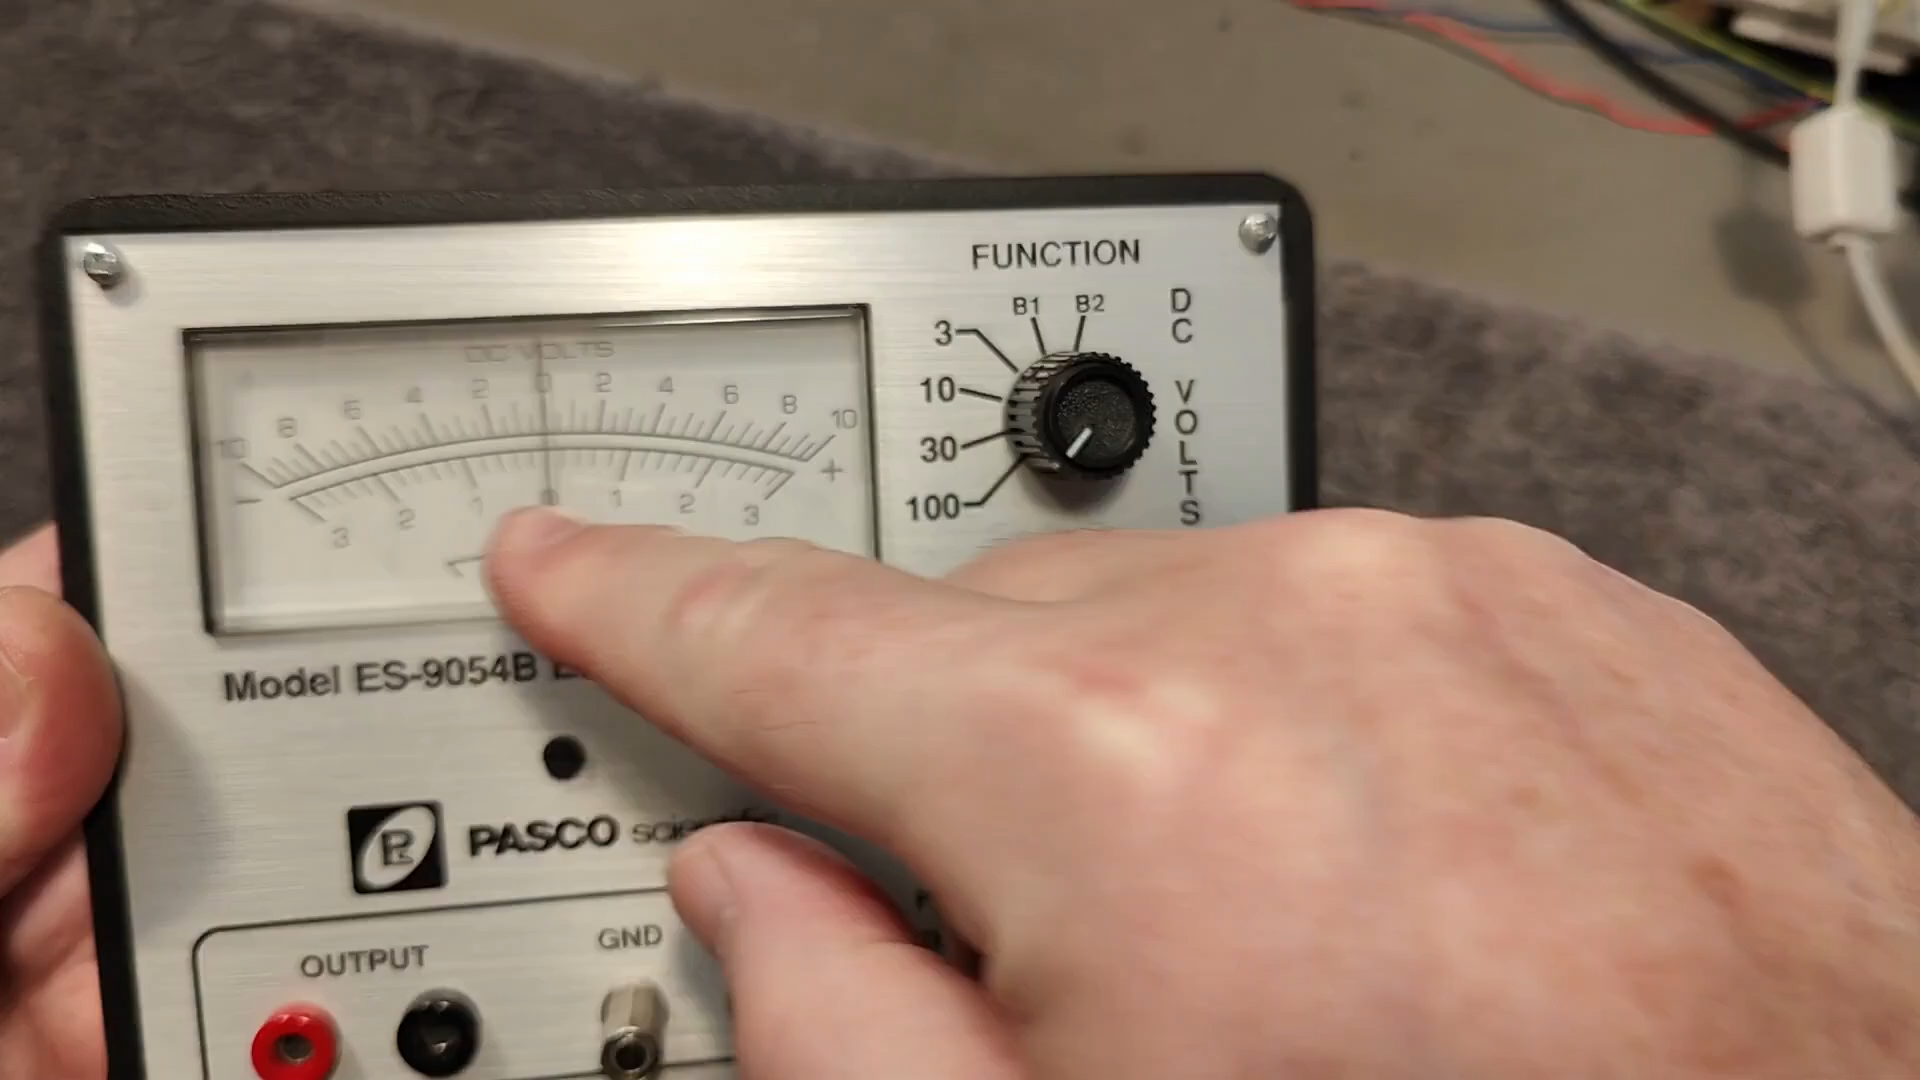 FUNCTION
B1 B2
3
10
30
100
DC VOLTS
DC VOLTS
10 8 6 4 2 0 2 4 6 8 10
- +
3 2 1 0 1 2 3
Model ES-9054B
PASCO scientific
OUTPUT
GND